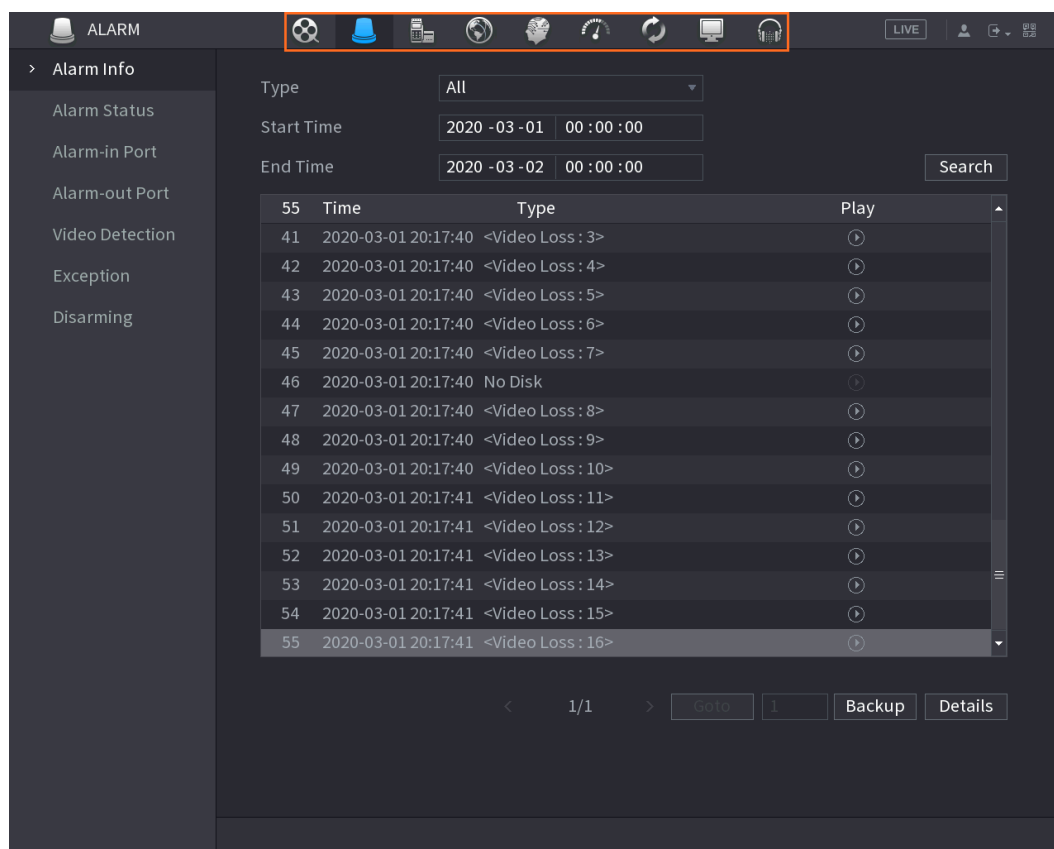 ALARM LIVE
Alarm Info
Alarm Status
Alarm-in Port
Alarm-out Port
Video Detection
Exception
Disarming
Type All
Start Time 2020 -03 -01 00 : 00 : 00
End Time 2020 -03 -02 00 : 00 : 00 Search
55 Time Type Play
41 2020-03-01 20:17:40 <Video Loss : 3>
42 2020-03-01 20:17:40 <Video Loss : 4>
43 2020-03-01 20:17:40 <Video Loss : 5>
44 2020-03-01 20:17:40 <Video Loss : 6>
45 2020-03-01 20:17:40 <Video Loss : 7>
46 2020-03-01 20:17:40 No Disk
47 2020-03-01 20:17:40 <Video Loss : 8>
48 2020-03-01 20:17:40 <Video Loss : 9>
49 2020-03-01 20:17:40 <Video Loss : 10>
50 2020-03-01 20:17:41 <Video Loss : 11>
51 2020-03-01 20:17:41 <Video Loss : 12>
52 2020-03-01 20:17:41 <Video Loss : 13>
53 2020-03-01 20:17:41 <Video Loss : 14>
54 2020-03-01 20:17:41 <Video Loss : 15>
55 2020-03-01 20:17:41 <Video Loss : 16>
< 1/1 > Goto 1 Backup Details